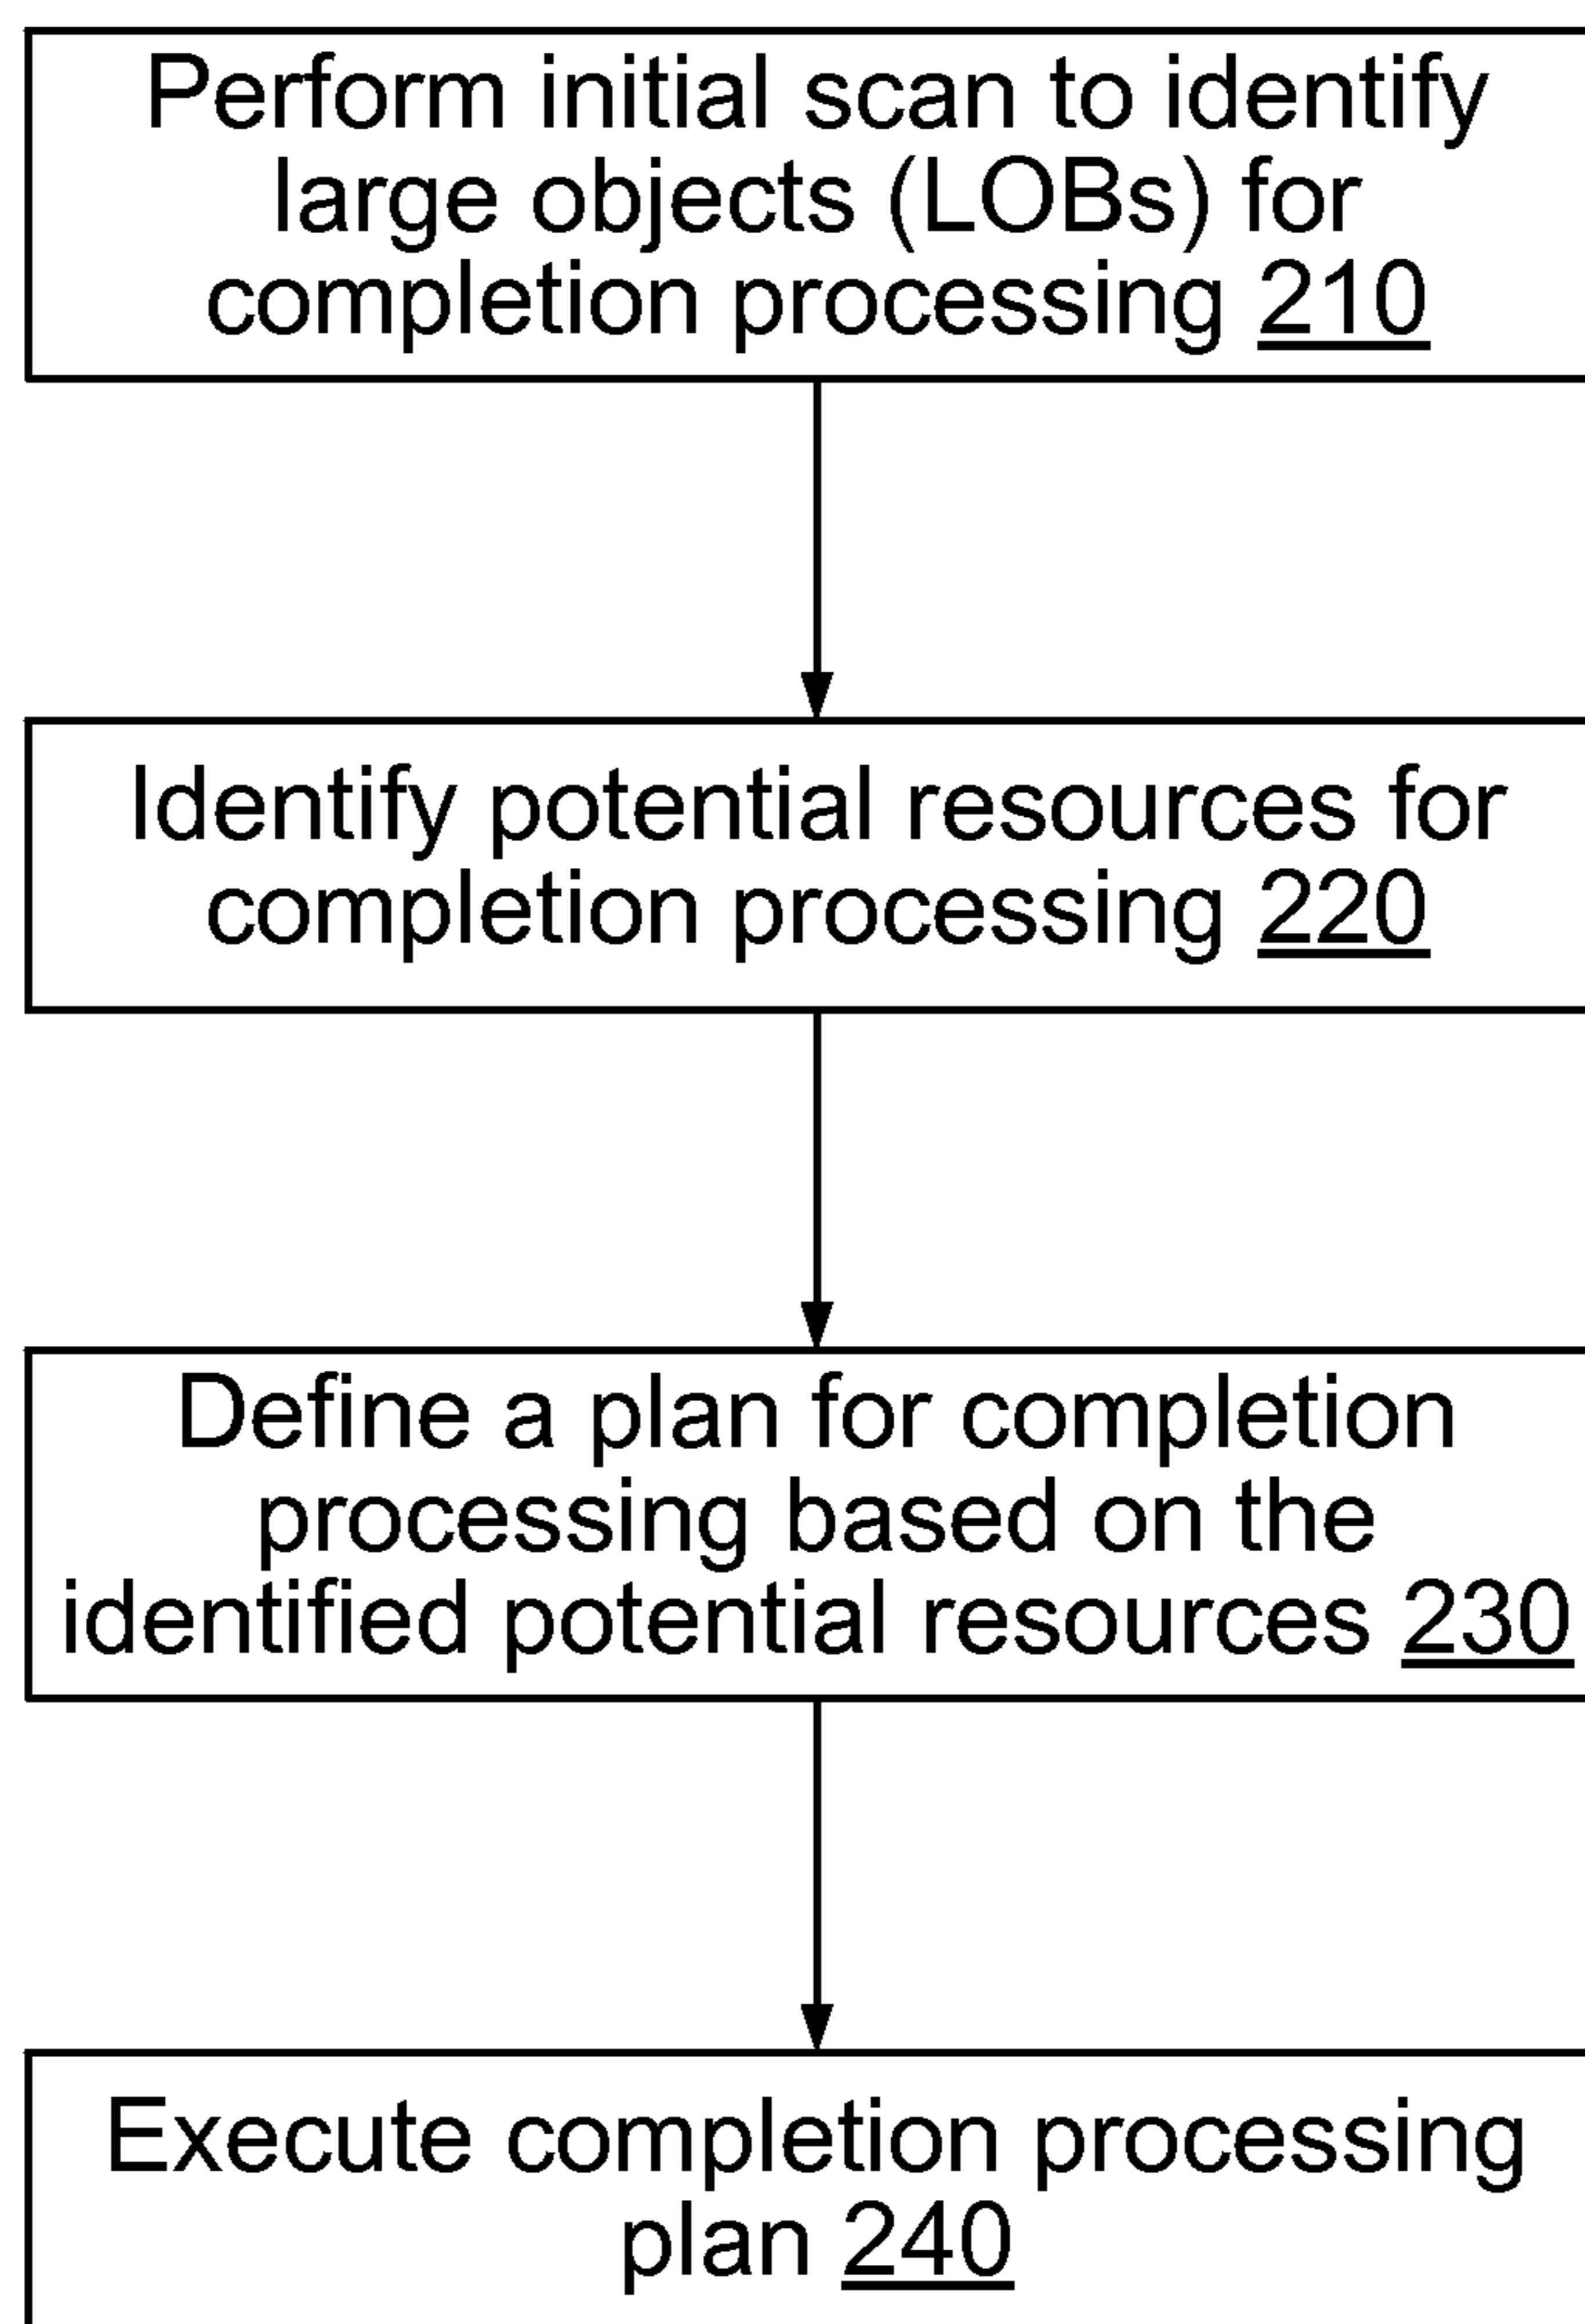 Perform initial scan to identify
large objects (LOBs) for
completion processing 210
Identify potential resources for
completion processing 220
Define a plan for completion
processing based on the
identified potential resources 230
Execute completion processing
plan 240